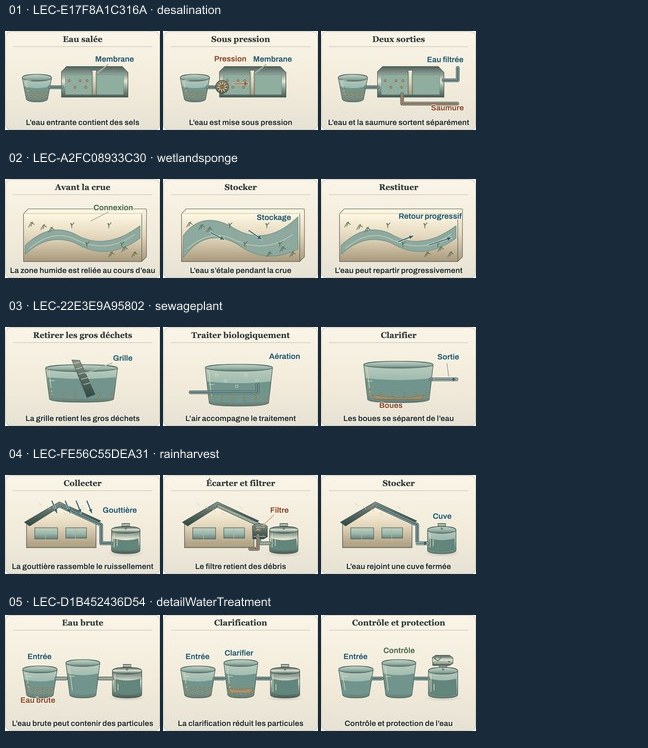 01 · LEC-E17F8A1C316A · desalination
Eau salée
Membrane
L'eau entrante contient des sels
Sous pression
Pression
Membrane
L'eau est mise sous pression
Deux sorties
Eau filtrée
Saumure
L'eau et la saumure sortent séparément
02 · LEC-A2FC08933C30 · wetlandsponge
Avant la crue
Connexion
La zone humide est reliée au cours d'eau
Stocker
Stockage
L'eau s'étale pendant la crue
Restituer
Retour progressif
L'eau peut repartir progressivement
03 · LEC-22E3E9A95802 · sewageplant
Retirer les gros déchets
Grille
La grille retient les gros déchets
Traiter biologiquement
Aération
L'air accompagne le traitement
Clarifier
Sortie
Boues
Les boues se séparent de l'eau
04 · LEC-FE56C55DEA31 · rainharvest
Collecter
Gouttière
La gouttière rassemble le ruissellement
Écarter et filtrer
Filtre
Le filtre retient des débris
Stocker
Cuve
L'eau rejoint une cuve fermée
05 · LEC-D1B452436D54 · detailWaterTreatment
Eau brute
Entrée
Eau brute
L'eau brute peut contenir des particules
Clarification
Entrée
Clarifier
La clarification réduit les particules
Contrôle et protection
Entrée
Contrôle
Contrôle et protection de l'eau